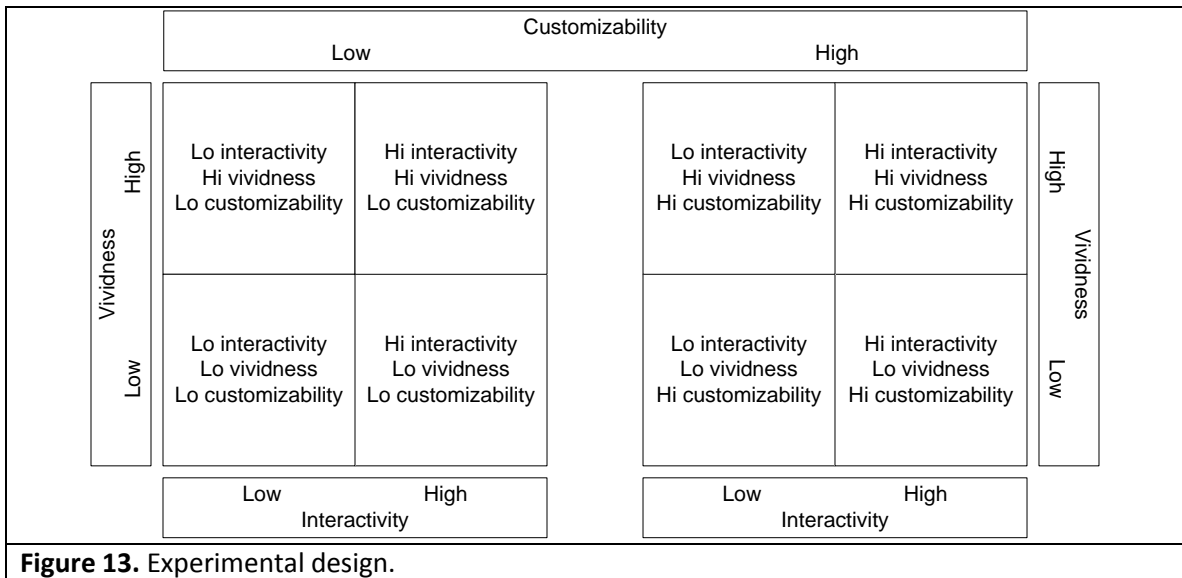 Customizability
Low High
High
Vividness
Low
Lo interactivity
Hi vividness
Lo customizability
Hi interactivity
Hi vividness
Lo customizability
Lo interactivity
Hi vividness
Hi customizability
Hi interactivity
Hi vividness
Hi customizability
High
Vividness
Low
Lo interactivity
Lo vividness
Lo customizability
Hi interactivity
Lo vividness
Lo customizability
Lo interactivity
Lo vividness
Hi customizability
Hi interactivity
Lo vividness
Hi customizability
Low High
Interactivity
Low High
Interactivity
Figure 13. Experimental design.